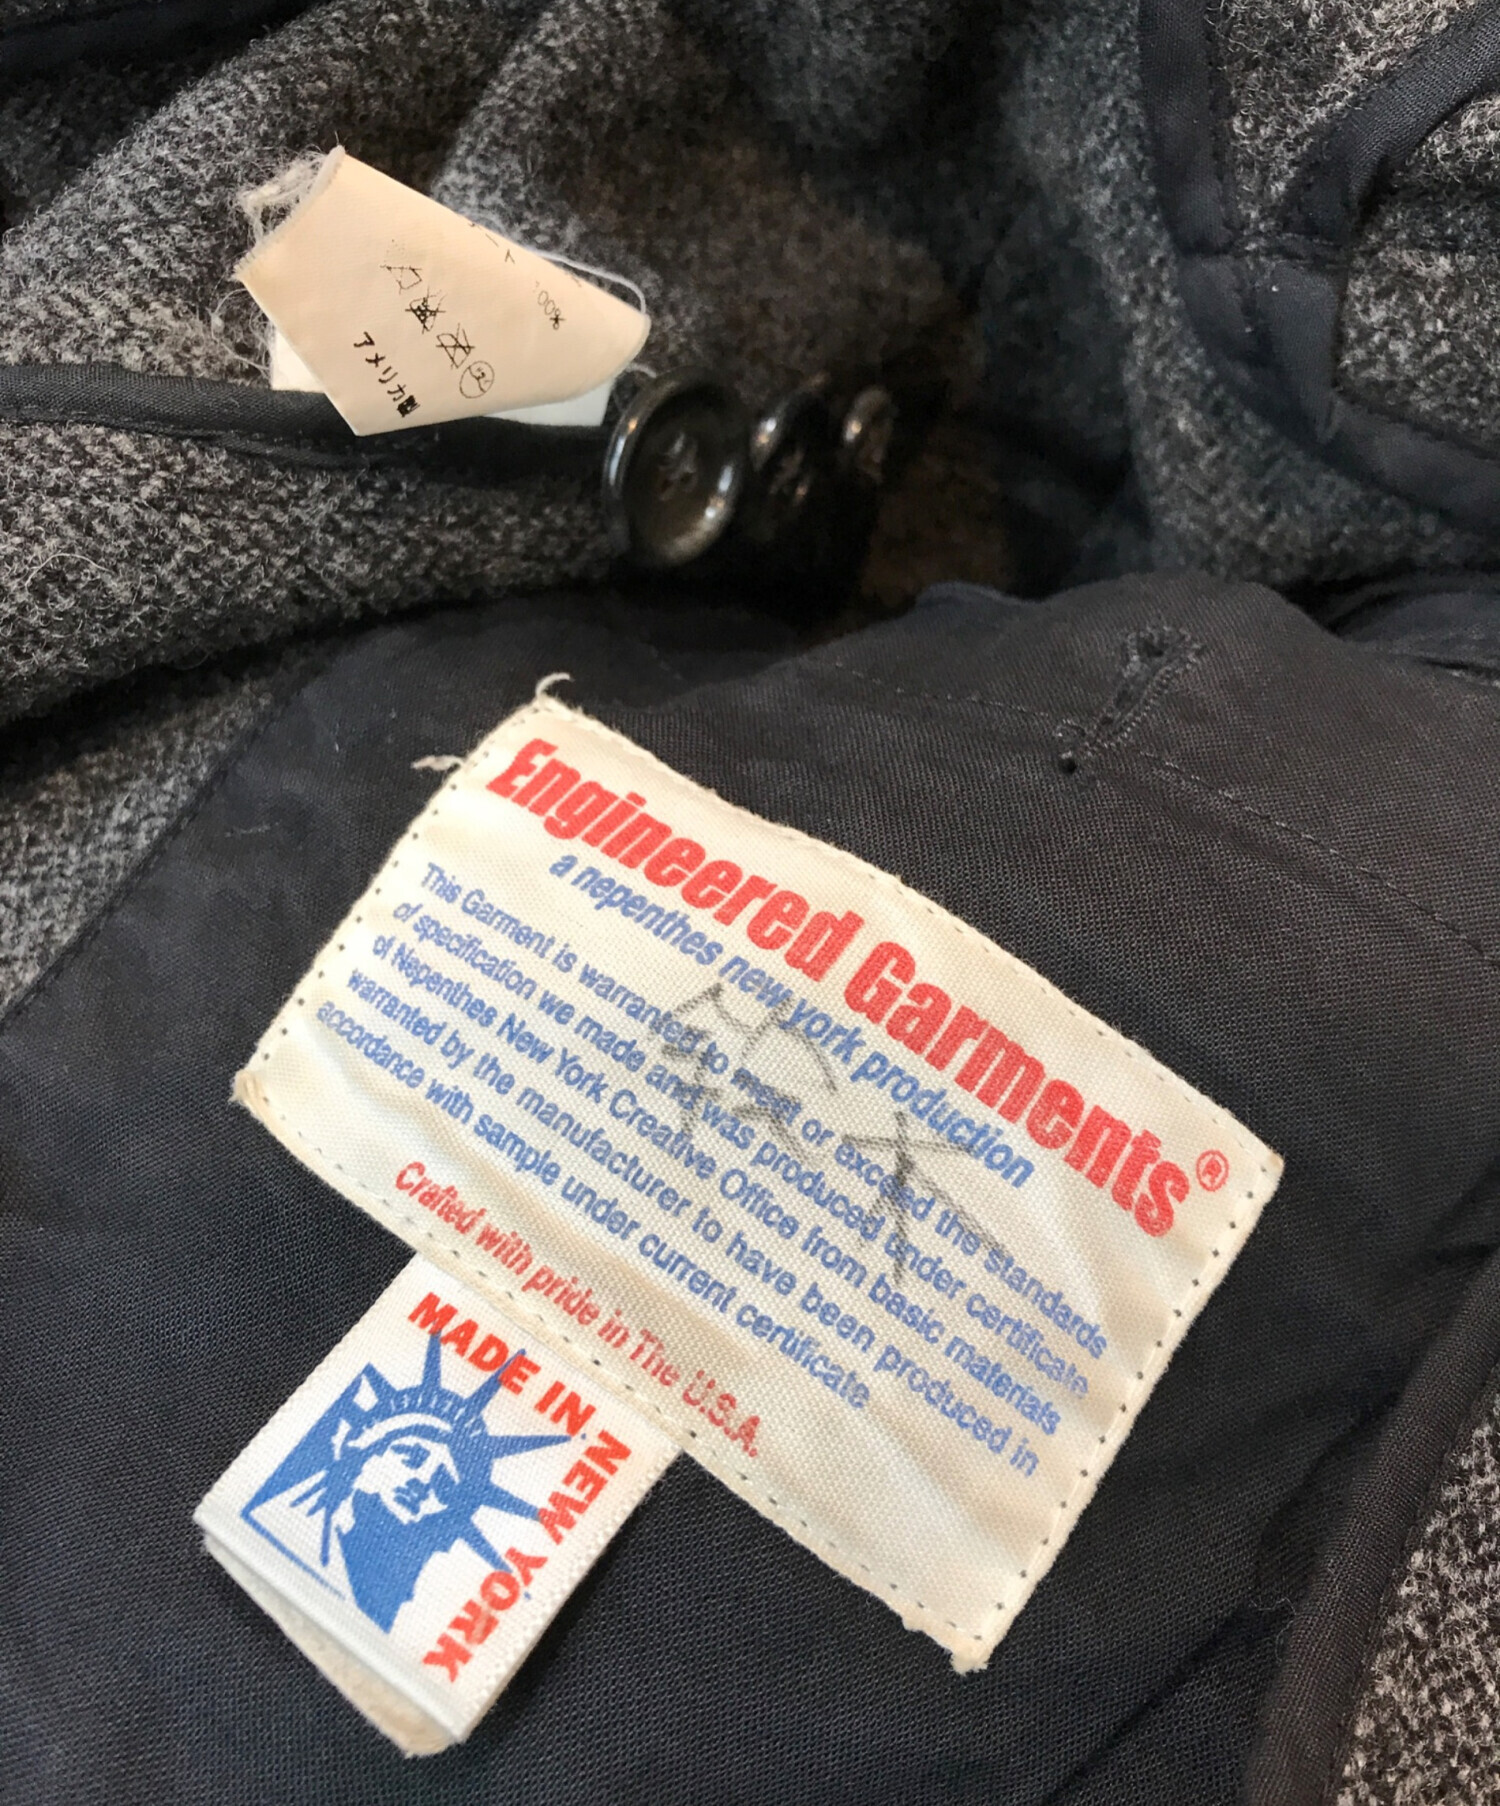 100%
アメリカ製
Engineered Garments®
a nepenthes new york production
This Garment is warranted to meet or exceed the standards
of specification we made and was produced under certificate
of Nepenthes New York Creative Office from basic materials
warranted by the manufacturer to have been produced in
accordance with sample under current certificate
Crafted with pride in The U.S.A.
MADE IN NEW YORK